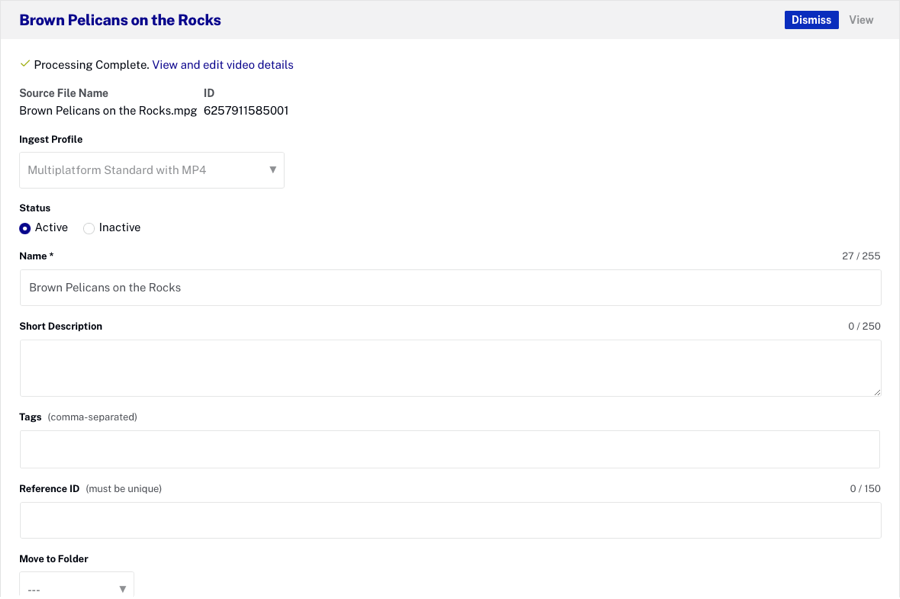 Brown Pelicans on the Rocks Dismiss View
Processing Complete. View and edit video details
Source File Name ID
Brown Pelicans on the Rocks.mpg 6257911585001
Ingest Profile
Multiplatform Standard with MP4
Status
Active Inactive
Name * 27 / 255
Brown Pelicans on the Rocks
Short Description 0 / 250
Tags (comma-separated)
Reference ID (must be unique) 0 / 150
Move to Folder
---